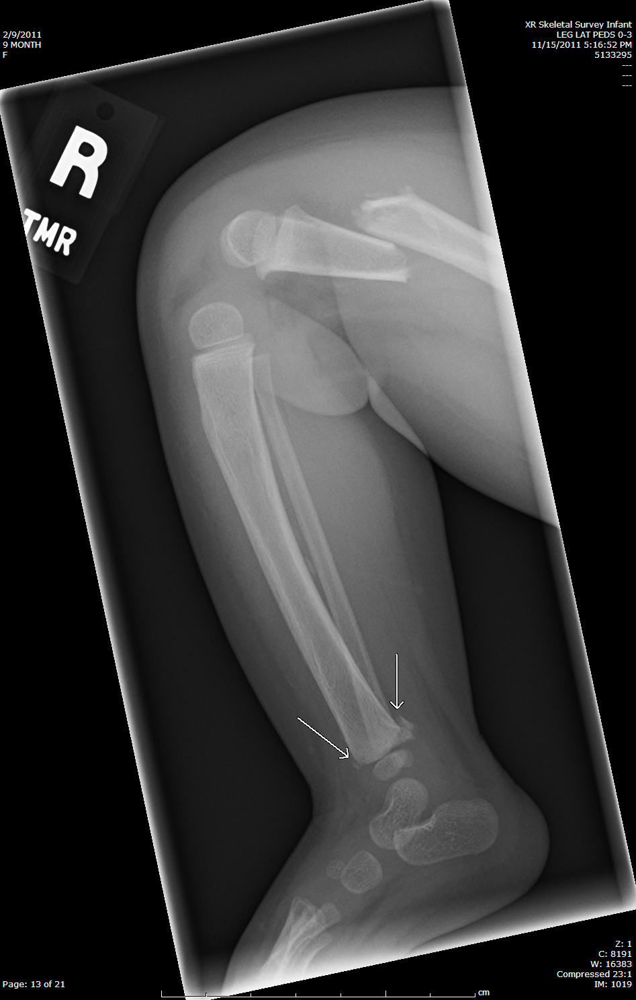 2/9/2011
9 MONTH
F
XR Skeletal Survey Infant
LEG LAT PEDS 0-3
11/15/2011 5:16:52 PM
5133295
---
---
---
R
TMR
Z: 1
C: 8191
W: 16383
Compressed 23:1
IM: 1019
Page: 13 of 21
cm